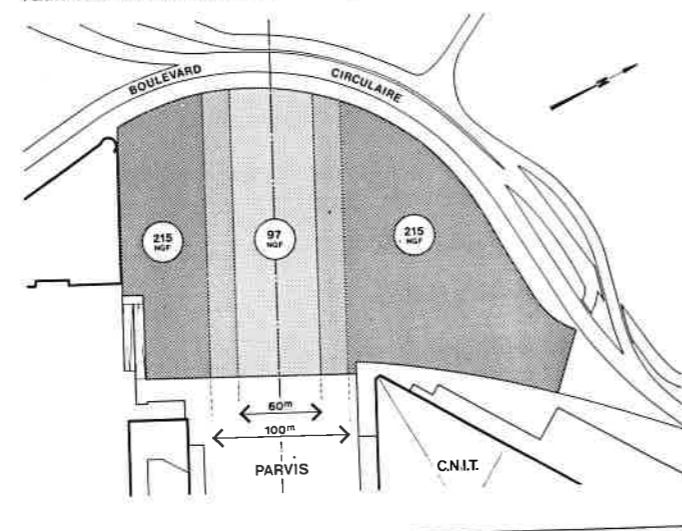 BOULEVARD
CIRCULAIRE
N
215
NGF
97
NGF
215
NGF
60m
100m
PARVIS
C.N.I.T.